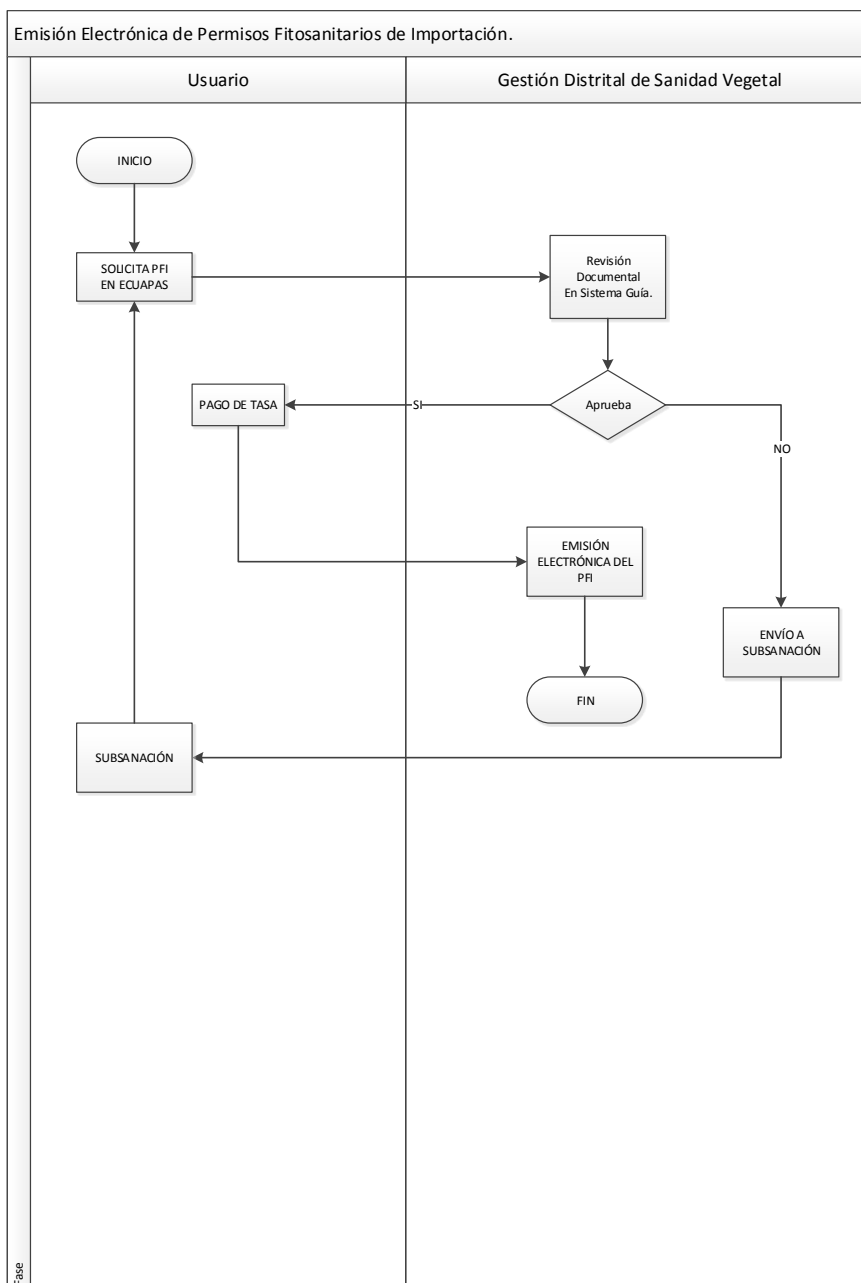 Emisión Electrónica de Permisos Fitosanitarios de Importación.
Usuario
Gestión Distrital de Sanidad Vegetal
INICIO
SOLICITA PFI
EN ECUAPAS
Revisión
Documental
En Sistema Guía.
PAGO DE TASA
SI
Aprueba
NO
EMISIÓN
ELECTRÓNICA DEL
PFI
ENVÍO A
SUBSANACIÓN
FIN
SUBSANACIÓN
Fase